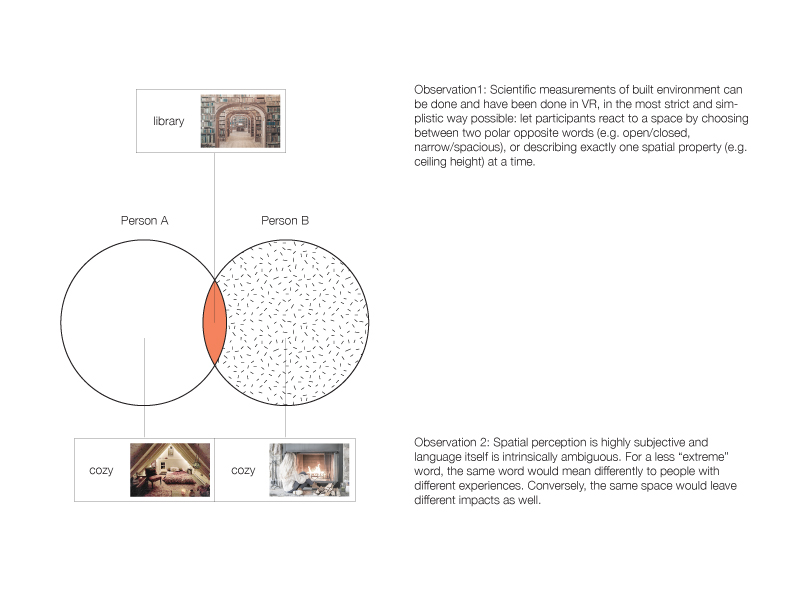 library
Observation1: Scientific measurements of built environment can
be done and have been done in VR, in the most strict and sim-
plistic way possible: let participants react to a space by choosing
between two polar opposite words (e.g. open/closed,
narrow/spacious), or describing exactly one spatial property (e.g.
ceiling height) at a time.
Person A
Person B
cozy
cozy
Observation 2: Spatial perception is highly subjective and
language itself is intrinsically ambiguous. For a less “extreme”
word, the same word would mean differently to people with
different experiences. Conversely, the same space would leave
different impacts as well.